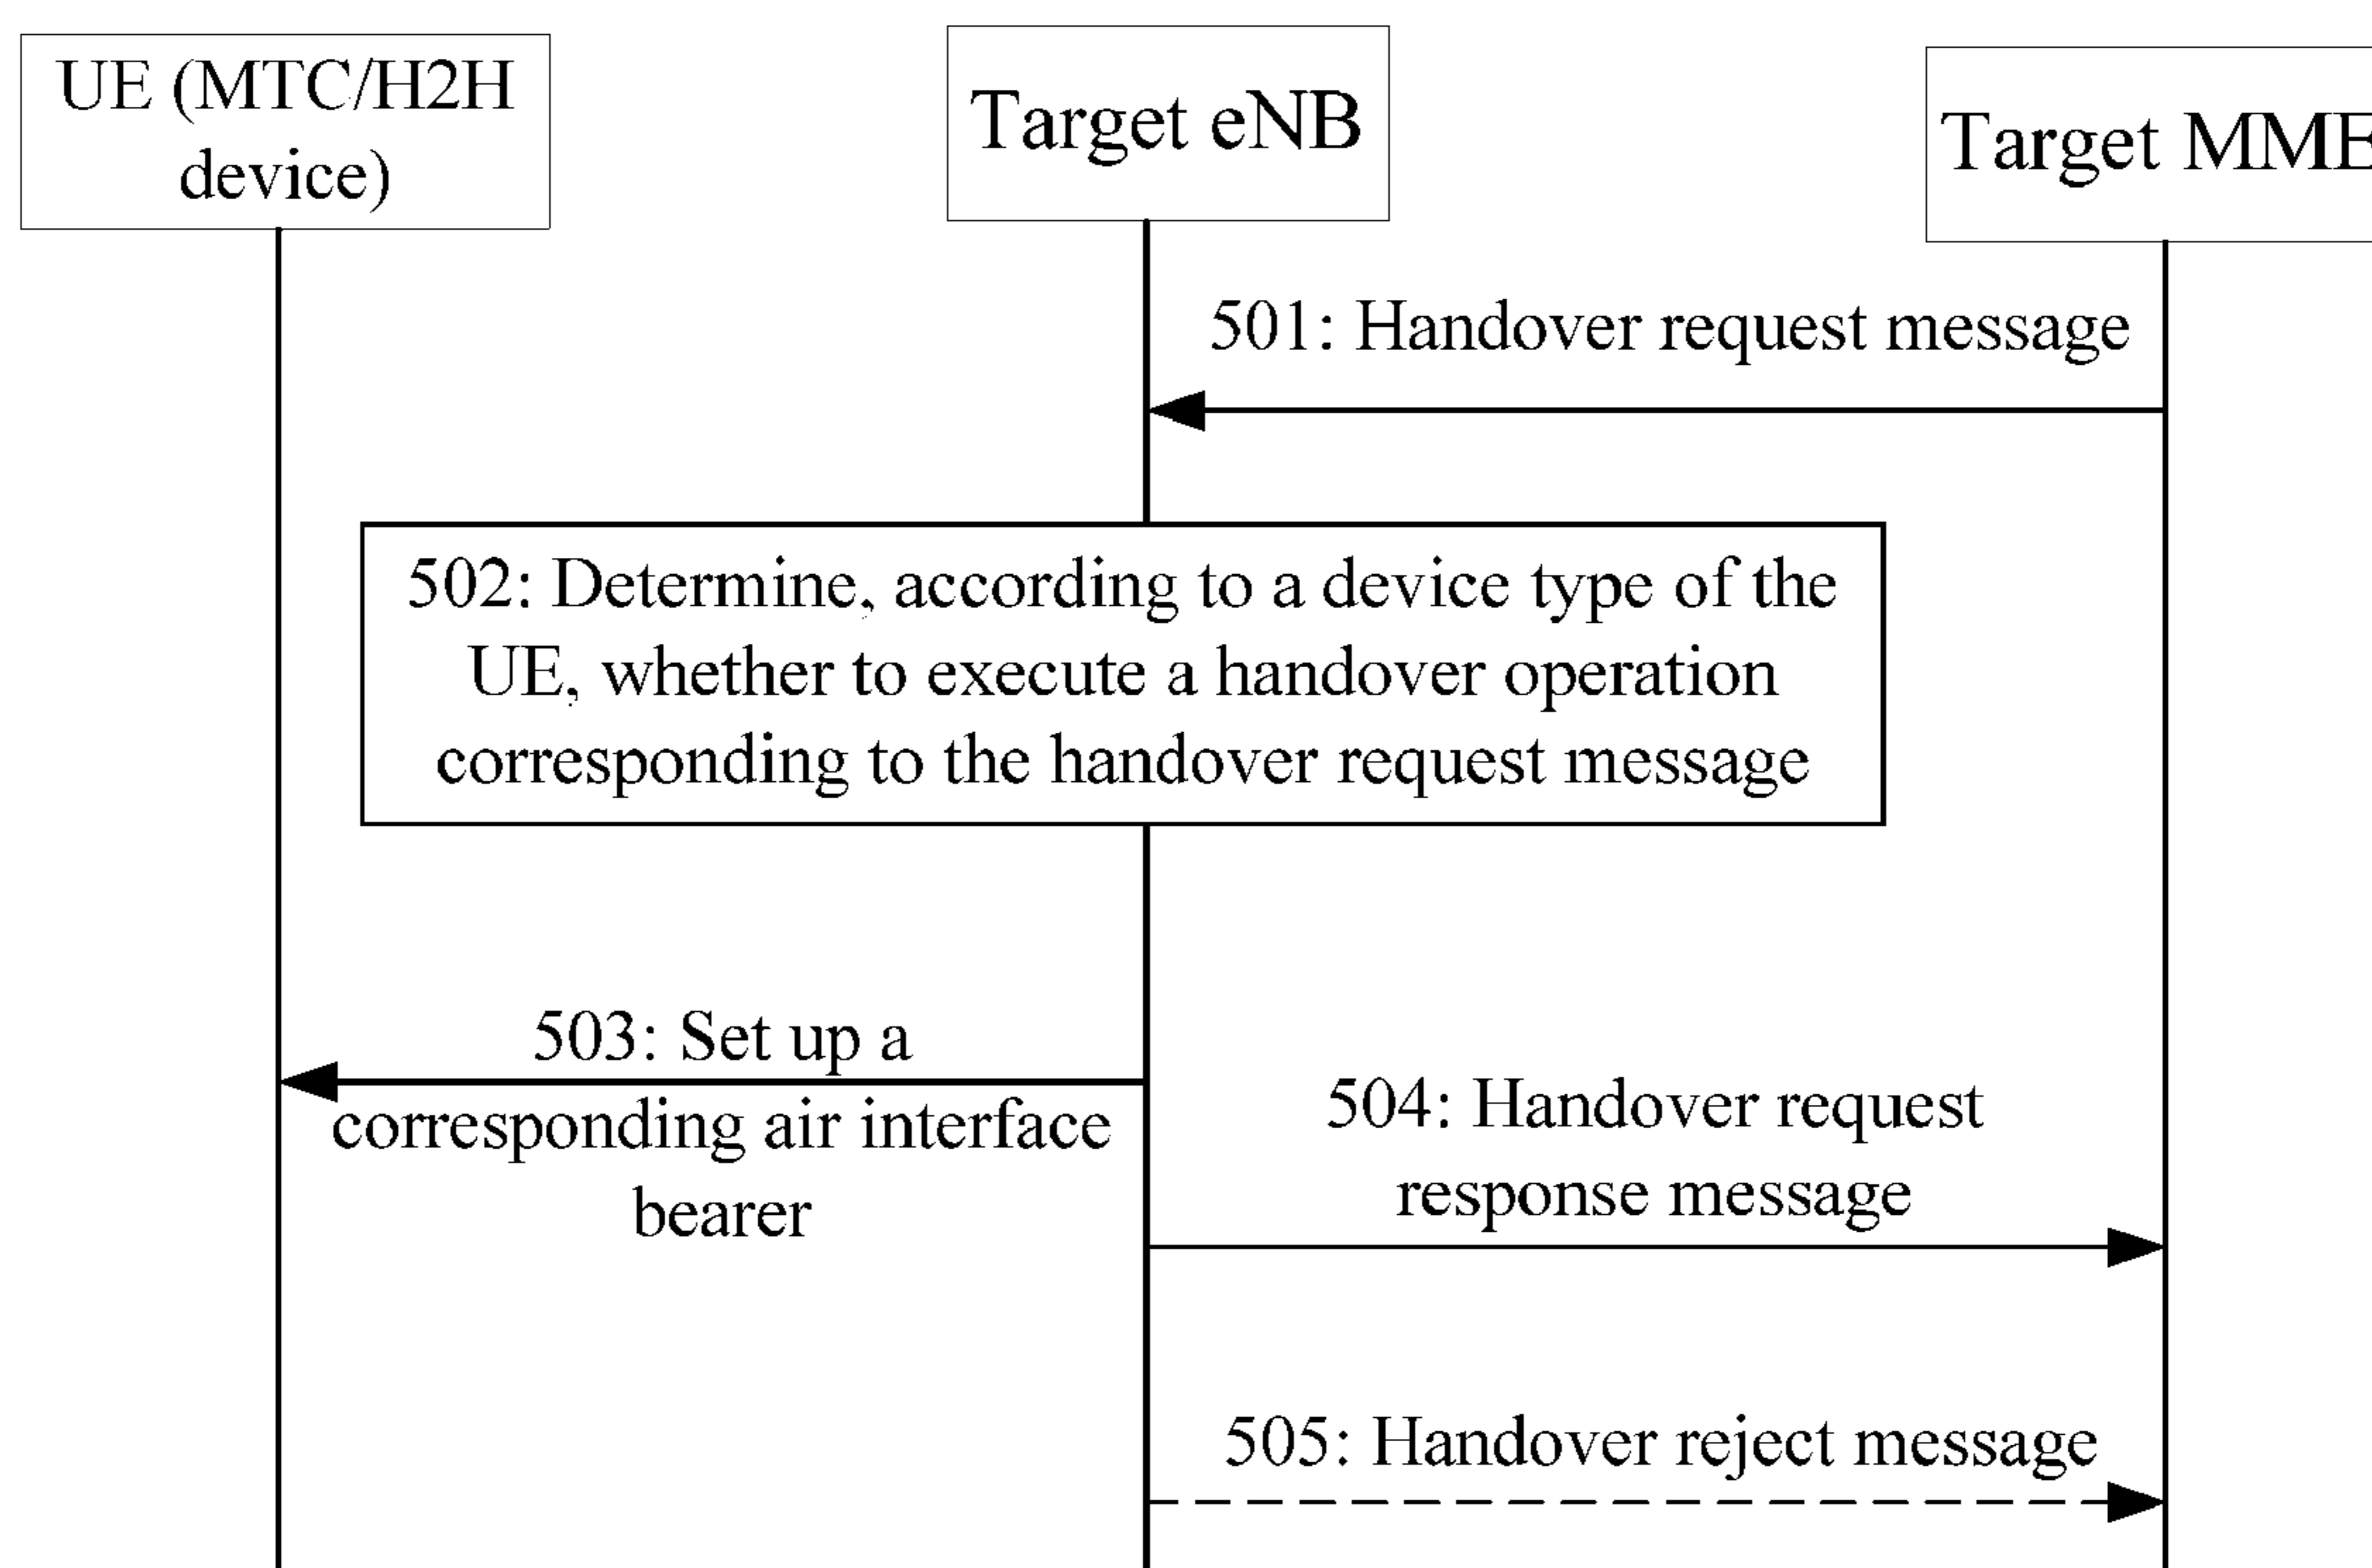 UE (MTC/H2H
device)
Target eNB
Target MME
501: Handover request message
502: Determine, according to a device type of the
UE, whether to execute a handover operation
corresponding to the handover request message
503: Set up a
corresponding air interface
bearer
504: Handover request
response message
505: Handover reject message